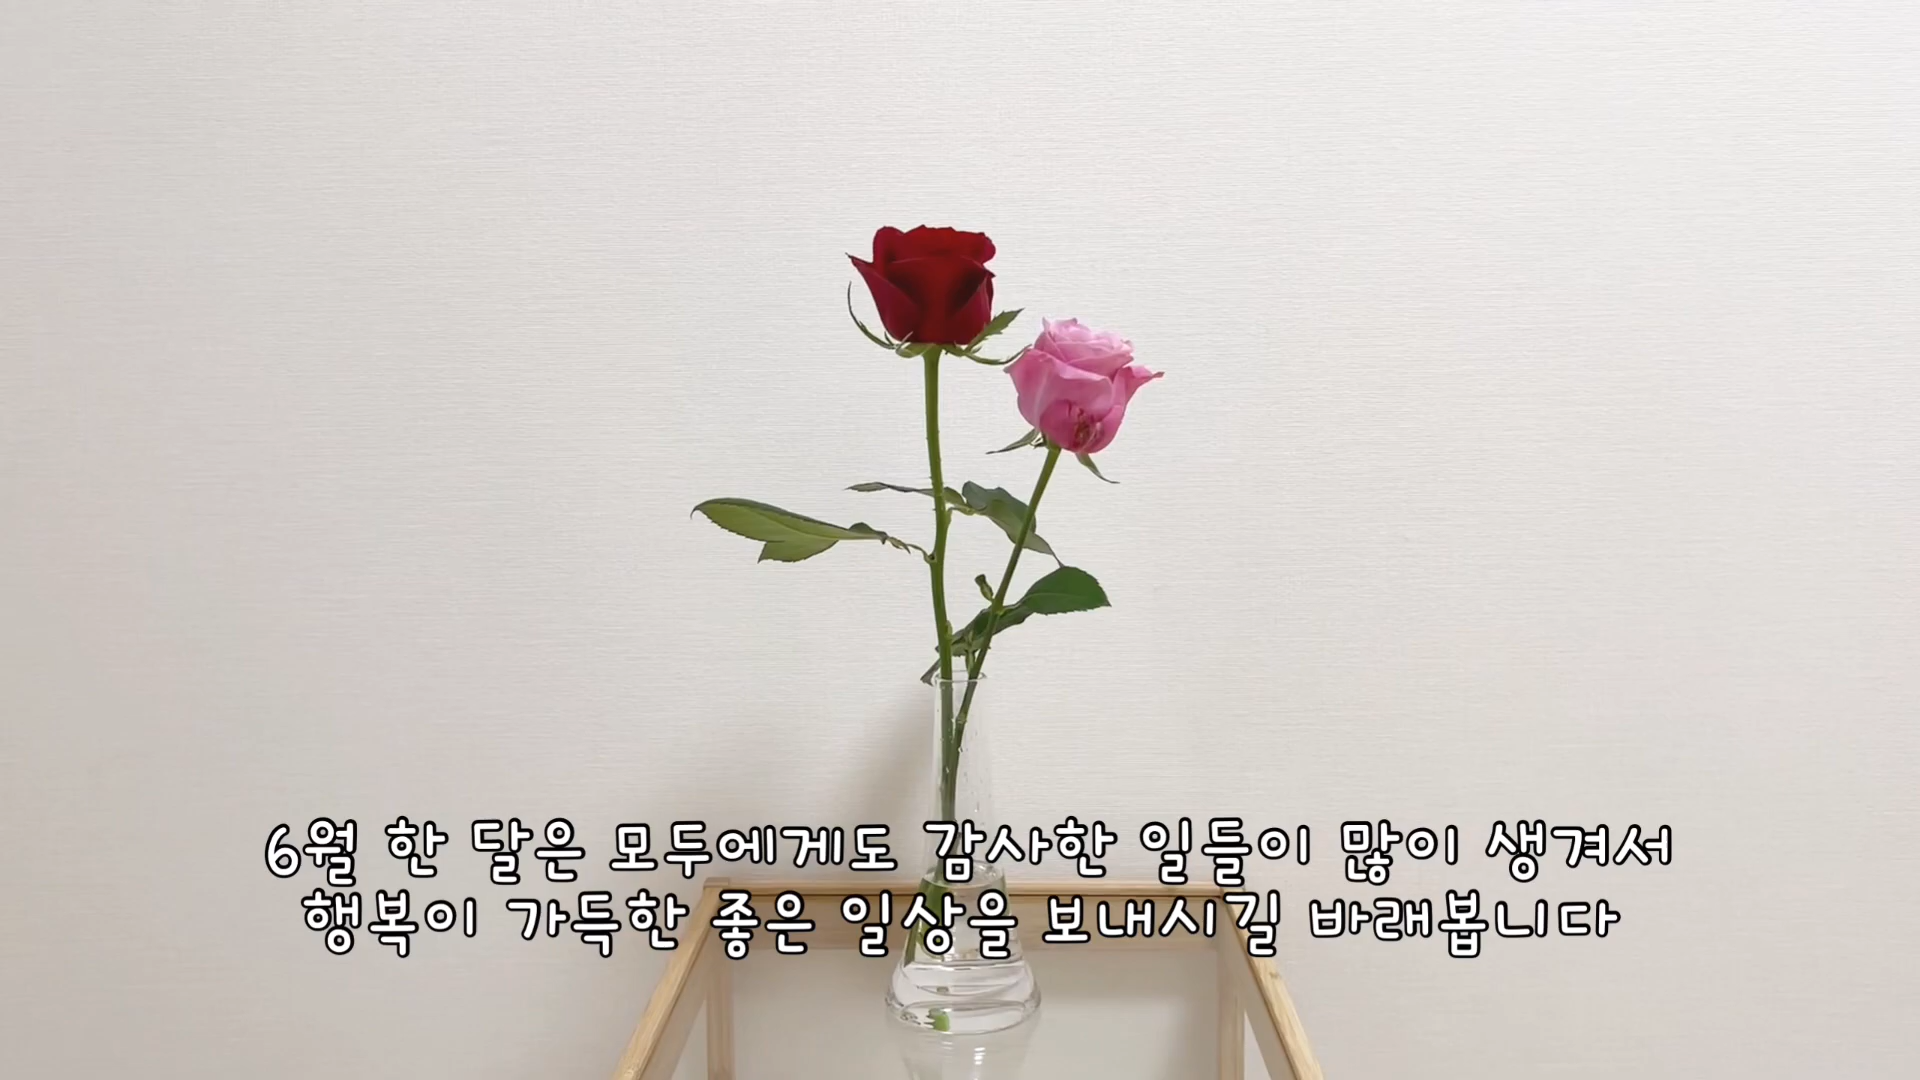 6월 한 달은 모두에게도 감사한 일들이 많이 생겨서
행복이 가득한 좋은 일상을 보내시길 바래봅니다